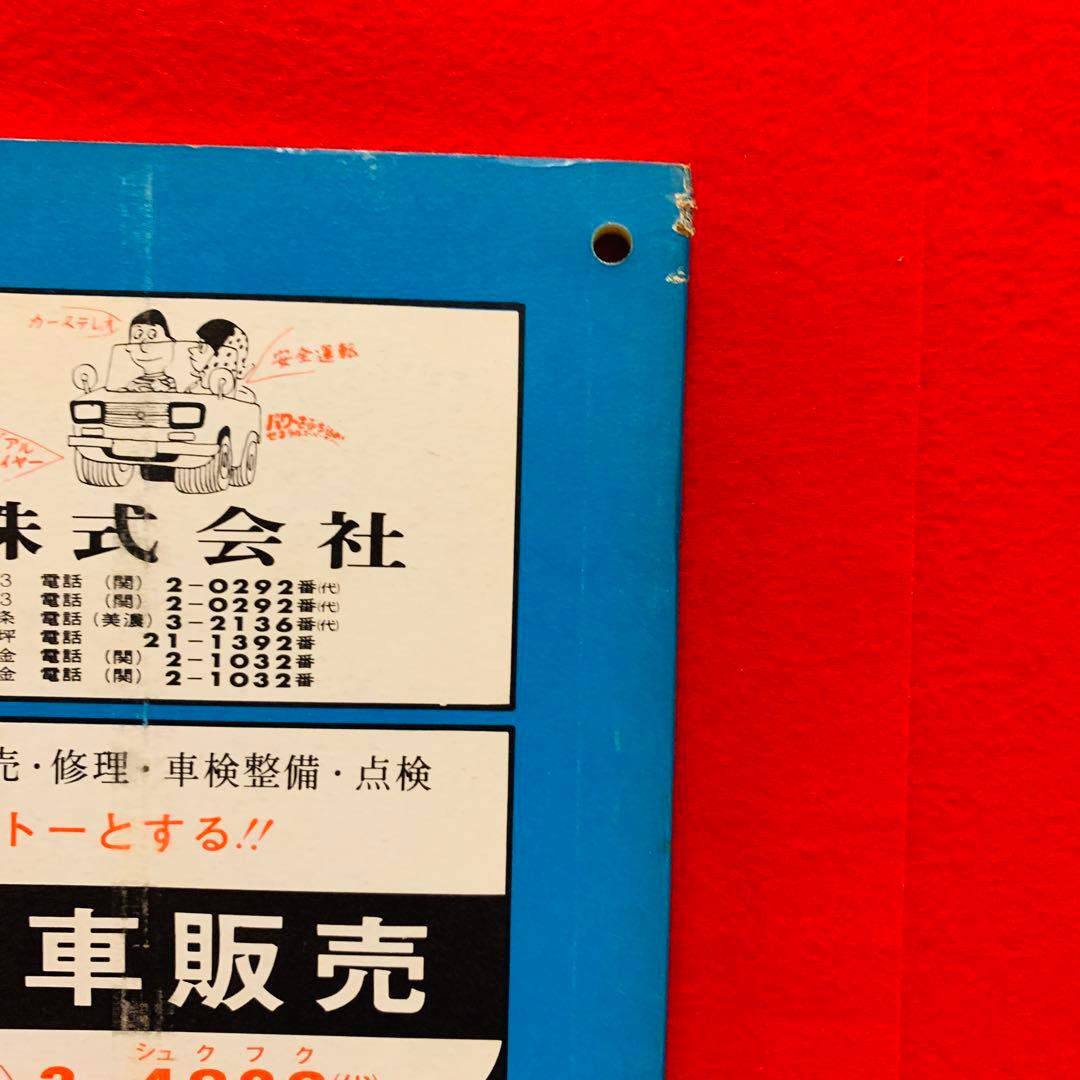 カーステレオ
安全運転
アル
イヤー
株式会社
3 電話 (関) 2-0292番(代)
3 電話 (関) 2-0292番(代)
条 電話 (美濃) 3-2136番(代)
坪 電話 21-1392番
金 電話 (関) 2-1032番
金 電話 (関) 2-1032番
売・修理・車検整備・点検
トーとする!!
車販売
シュクフク